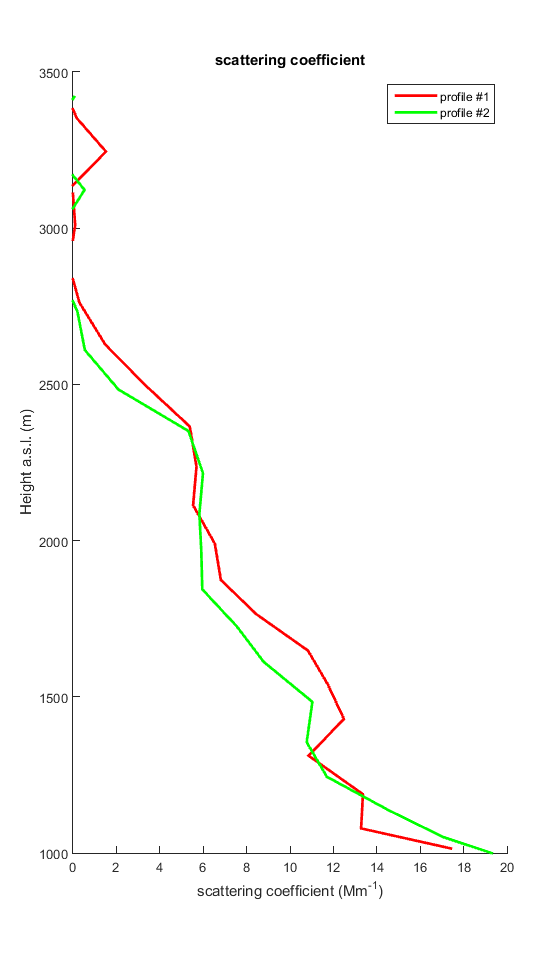 scattering coefficient
profile #1
profile #2
3500
3000
2500
2000
1500
1000
Height a.s.l. (m)
0 2 4 6 8 10 12 14 16 18 20
scattering coefficient (Mm⁻¹)